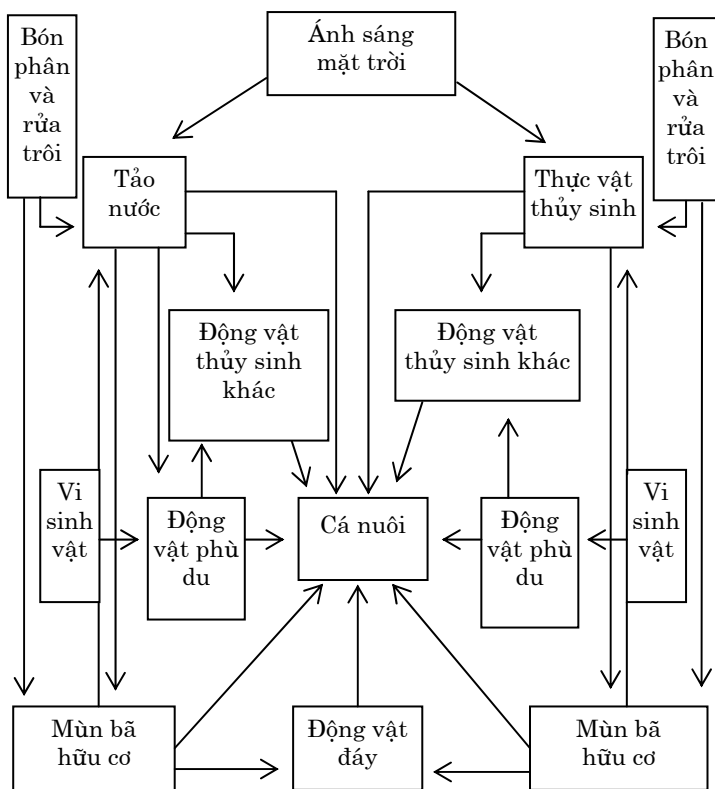 Bón
phân
và
rửa
trôi
Ánh sáng
mặt trời
Bón
phân
và
rửa
trôi
Tảo
nước
Thực vật
thủy sinh
Động vật
thủy sinh
khác
Động vật
thủy sinh khác
Vi
sinh
vật
Động
vật phù
du
Cá nuôi
Động
vật phù
du
Vi
sinh
vật
Mùn bã
hữu cơ
Động vật
đáy
Mùn bã
hữu cơ